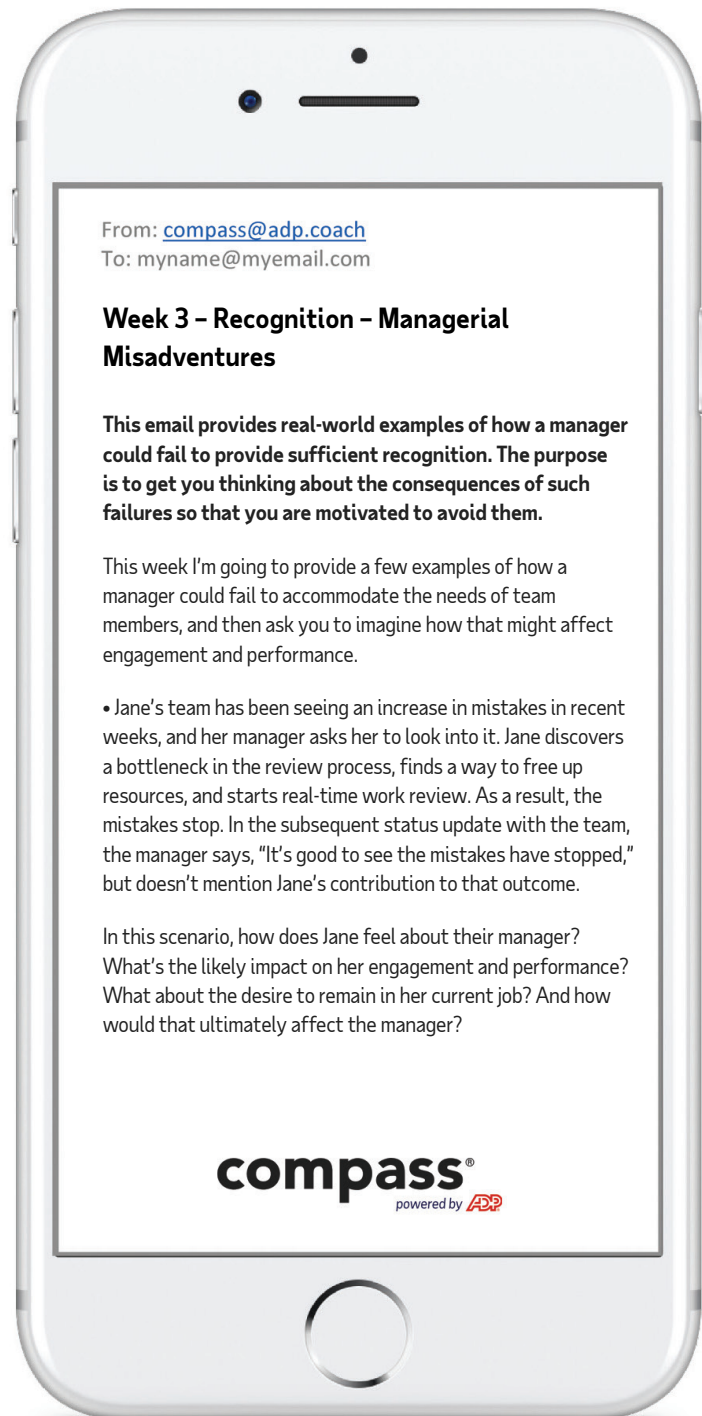 From: compass@adp.coach
To: myname@myemail.com
Week 3 – Recognition – Managerial
Misadventures
This email provides real-world examples of how a manager
could fail to provide sufficient recognition. The purpose
is to get you thinking about the consequences of such
failures so that you are motivated to avoid them.
This week I’m going to provide a few examples of how a
manager could fail to accommodate the needs of team
members, and then ask you to imagine how that might affect
engagement and performance.
• Jane’s team has been seeing an increase in mistakes in recent
weeks, and her manager asks her to look into it. Jane discovers
a bottleneck in the review process, finds a way to free up
resources, and starts real-time work review. As a result, the
mistakes stop. In the subsequent status update with the team,
the manager says, “It’s good to see the mistakes have stopped,”
but doesn’t mention Jane’s contribution to that outcome.
In this scenario, how does Jane feel about their manager?
What’s the likely impact on her engagement and performance?
What about the desire to remain in her current job? And how
would that ultimately affect the manager?
compass®
powered by ADP